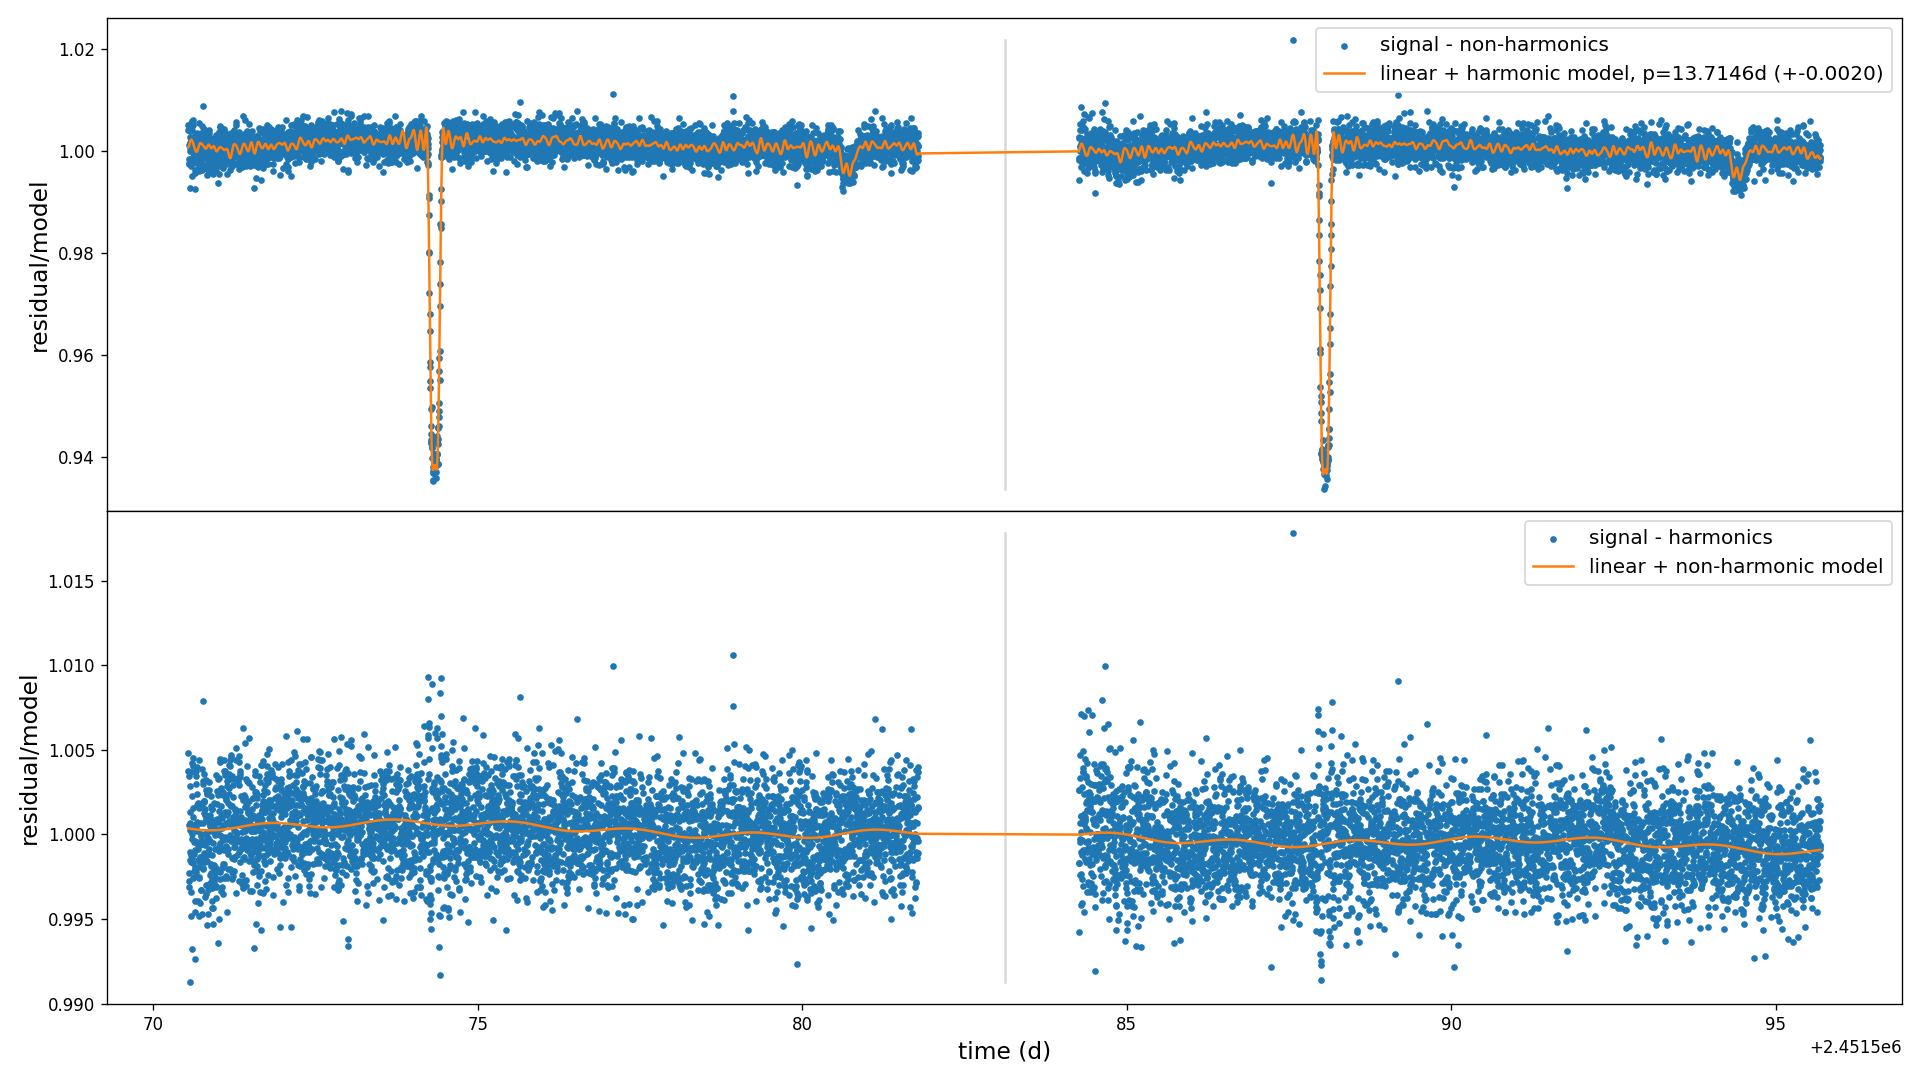 signal - non-harmonics
linear + harmonic model, p=13.7146d (+-0.0020)
residual/model
1.02
1.00
0.98
0.96
0.94
signal - harmonics
linear + non-harmonic model
residual/model
1.015
1.010
1.005
1.000
0.995
0.990
70
75
80
85
90
95
time (d)
+2.4515e6